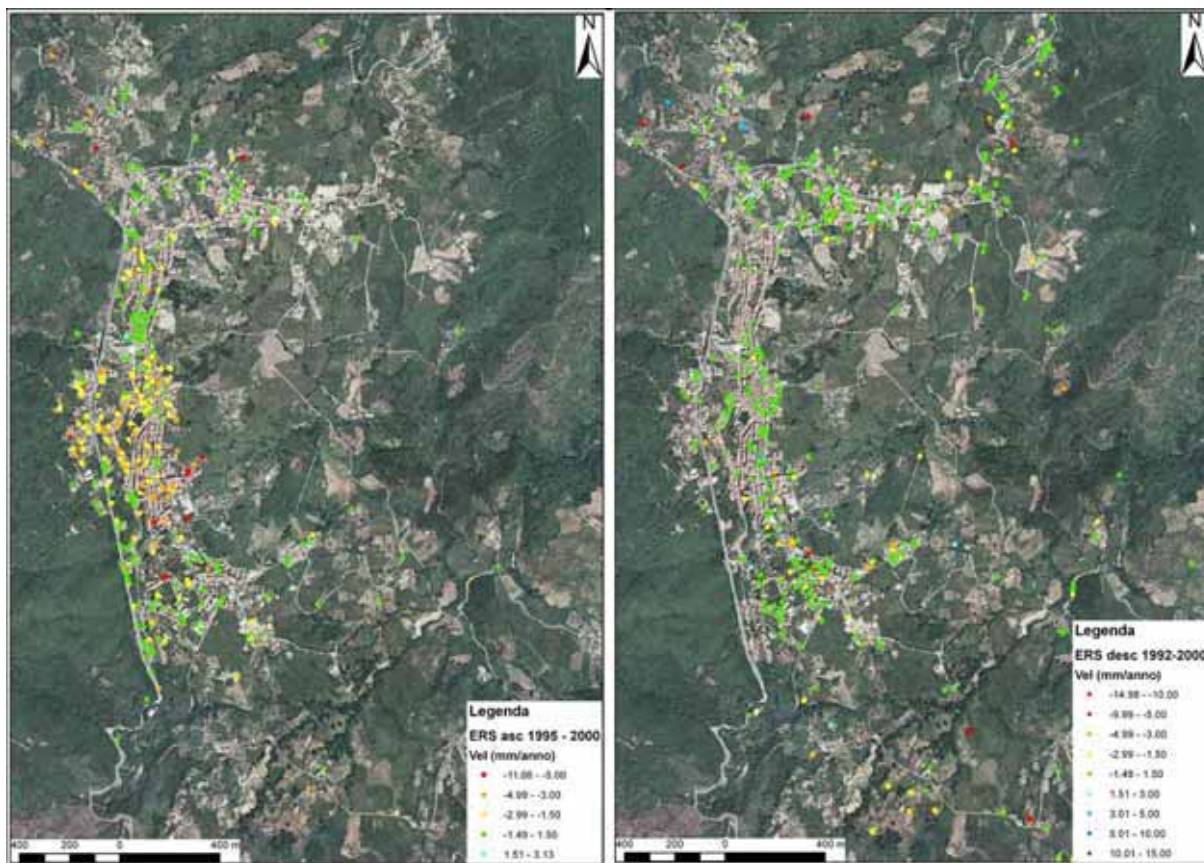 N
Legenda
ERS asc 1995 - 2000
Vel (mm/anno)
-4.99 - -3.00
-2.99 - -1.50
-1.49 - 1.50
1.51 - 3.13
400 200 0 400 m
N
Legenda
ERS desc 1992-2000
Vel (mm/anno)
-14.98 - -10.00
-9.99 - -5.00
-4.99 - -3.00
-2.99 - -1.50
-1.49 - 1.50
1.51 - 3.00
3.01 - 5.00
5.01 - 10.00
10.01 - 15.00
400 200 0 400 m